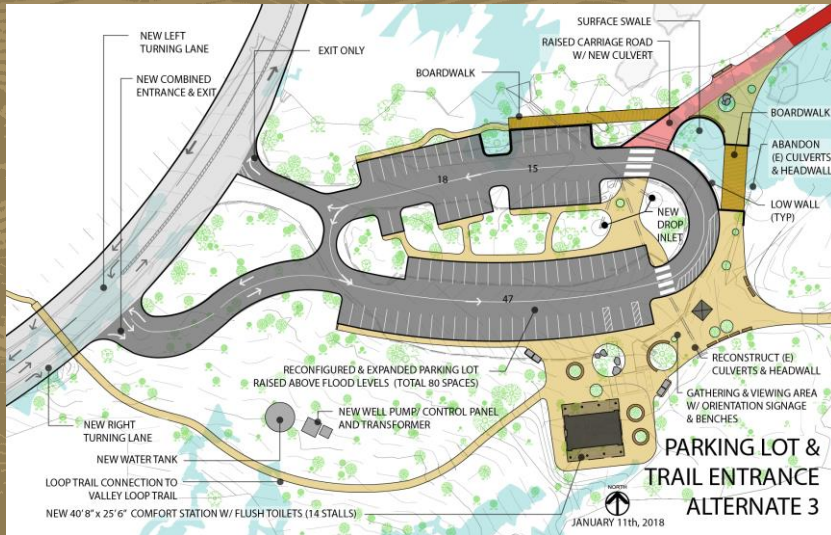 NEW LEFT
TURNING LANE
NEW COMBINED
ENTRANCE & EXIT
EXIT ONLY
BOARDWALK
SURFACE SWALE
RAISED CARRIAGE ROAD
W/ NEW CULVERT
BOARDWALK
ABANDON
(E) CULVERTS
& HEADWALL
LOW WALL
(TYP)
18
15
NEW
DROP
INLET
47
RECONFIGURED & EXPANDED PARKING LOT
RAISED ABOVE FLOOD LEVELS (TOTAL 80 SPACES)
RECONSTRUCT (E)
CULVERTS & HEADWALL
GATHERING & VIEWING AREA
W/ ORIENTATION SIGNAGE
& BENCHES
NEW RIGHT
TURNING LANE
NEW WELL PUMP/ CONTROL PANEL
AND TRANSFORMER
NEW WATER TANK
LOOP TRAIL CONNECTION TO
VALLEY LOOP TRAIL
NEW 40' 8" x 25' 6" COMFORT STATION W/ FLUSH TOILETS (14 STALLS)
NORTH
JANUARY 11th, 2018
PARKING LOT &
TRAIL ENTRANCE
ALTERNATE 3